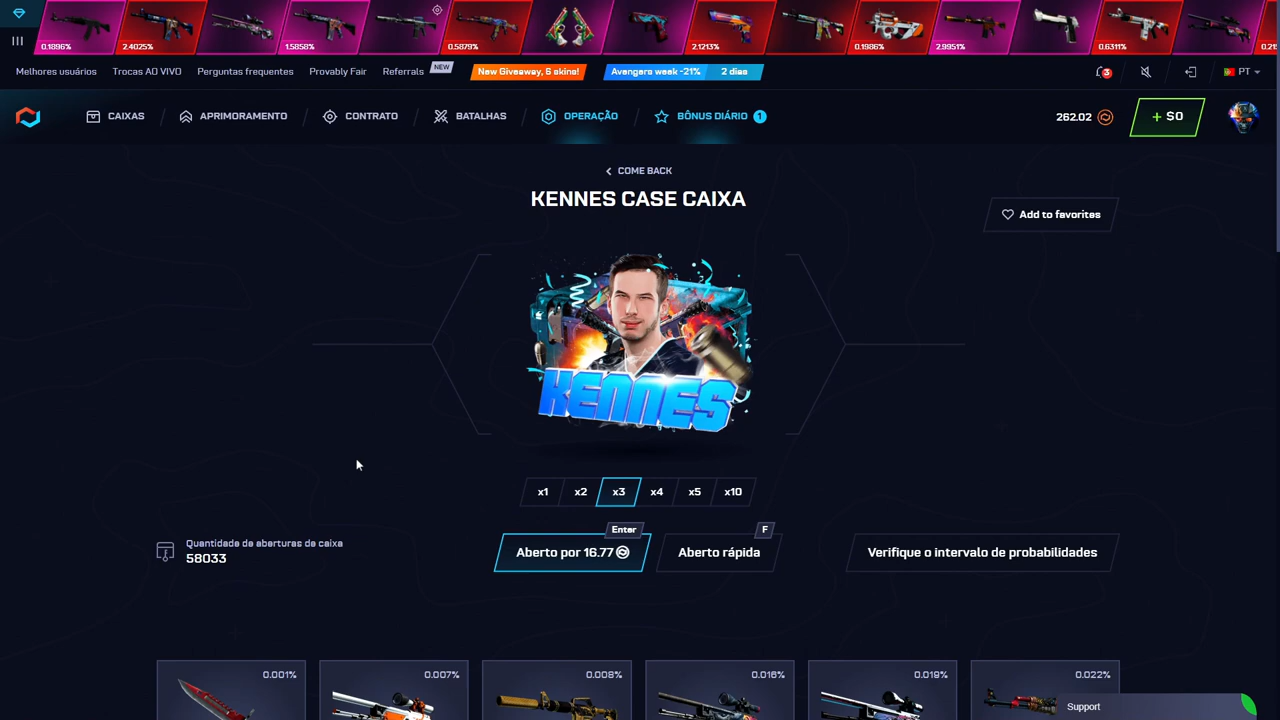 0.1896%
2.4025%
1.5858%
0.5879%
2.1213%
0.1986%
2.9951%
0.6311%
Melhores usuários
Trocas AO VIVO
Perguntas frequentes
Provably Fair
Referrals
NEW
New Giveaway, 6 skins!
Avengers week -21%
2 dias
3
PT
CAIXAS
APRIMORAMENTO
CONTRATO
BATALHAS
OPERAÇÃO
BÔNUS DIÁRIO
1
262.02
+ $0
COME BACK
KENNES CASE CAIXA
Add to favorites
KENNES
x1
x2
x3
x4
x5
x10
Enter
F
Quantidade de aberturas da caixa
58033
Aberto por 16.77
Aberto rápida
Verifique o intervalo de probabilidades
0.001%
0.007%
0.008%
0.016%
0.019%
0.022%
Support